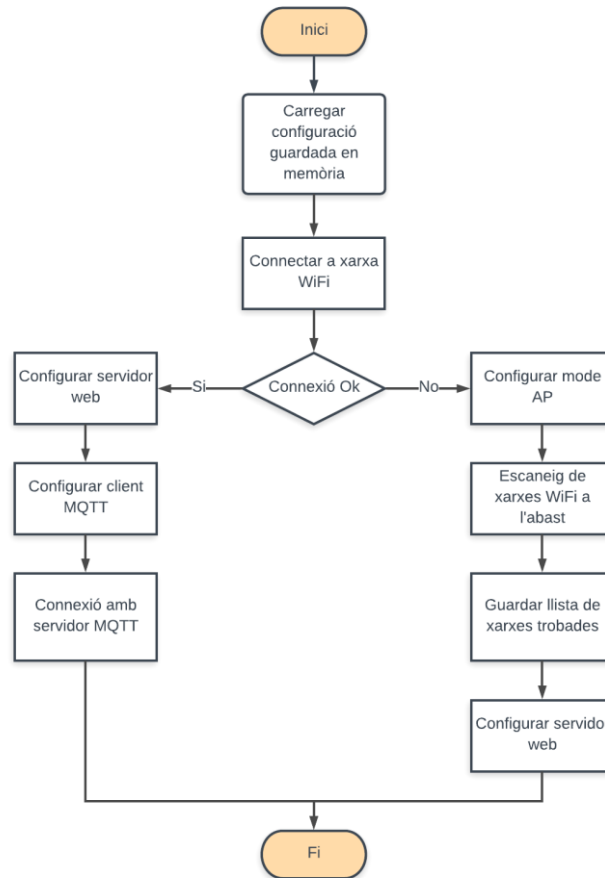 Inici
Carregar
configuració
guardada en
memòria
Connectar a xarxa
WiFi
Connexió Ok
Si
No
Configurar servidor
web
Configurar client
MQTT
Connexió amb
servidor MQTT
Configurar mode
AP
Escaneig de
xarxes WiFi a
l'abast
Guardar llista de
xarxes trobades
Configurar servido
web
Fi